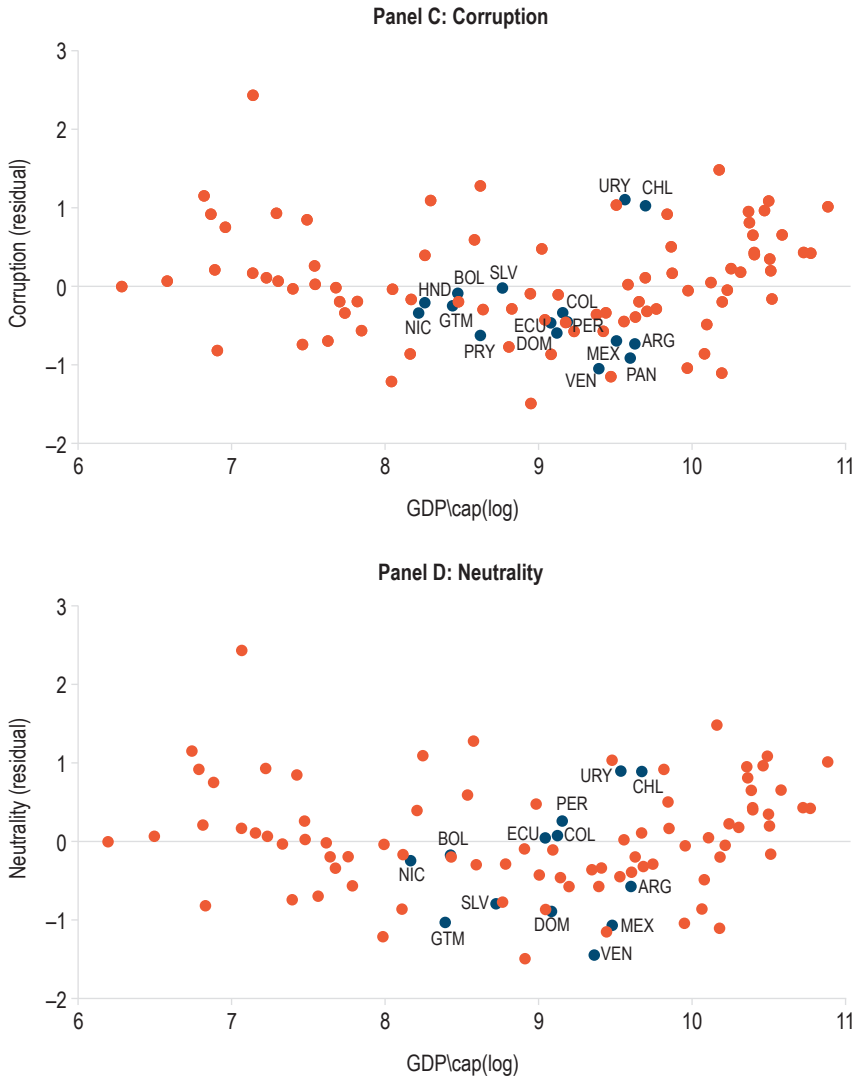 Panel C: Corruption
3
2
1
0
–1
–2
Corruption (residual)
URY
CHL
HND
BOL
SLV
NIC
GTM
PRY
COL
ECU
PER
DOM
MEX
ARG
VEN
PAN
6
7
8
9
10
11
GDP\cap(log)
Panel D: Neutrality
3
2
1
0
–1
–2
Neutrality (residual)
URY
CHL
PER
ECU
COL
BOL
NIC
ARG
SLV
GTM
DOM
MEX
VEN
6
7
8
9
10
11
GDP\cap(log)